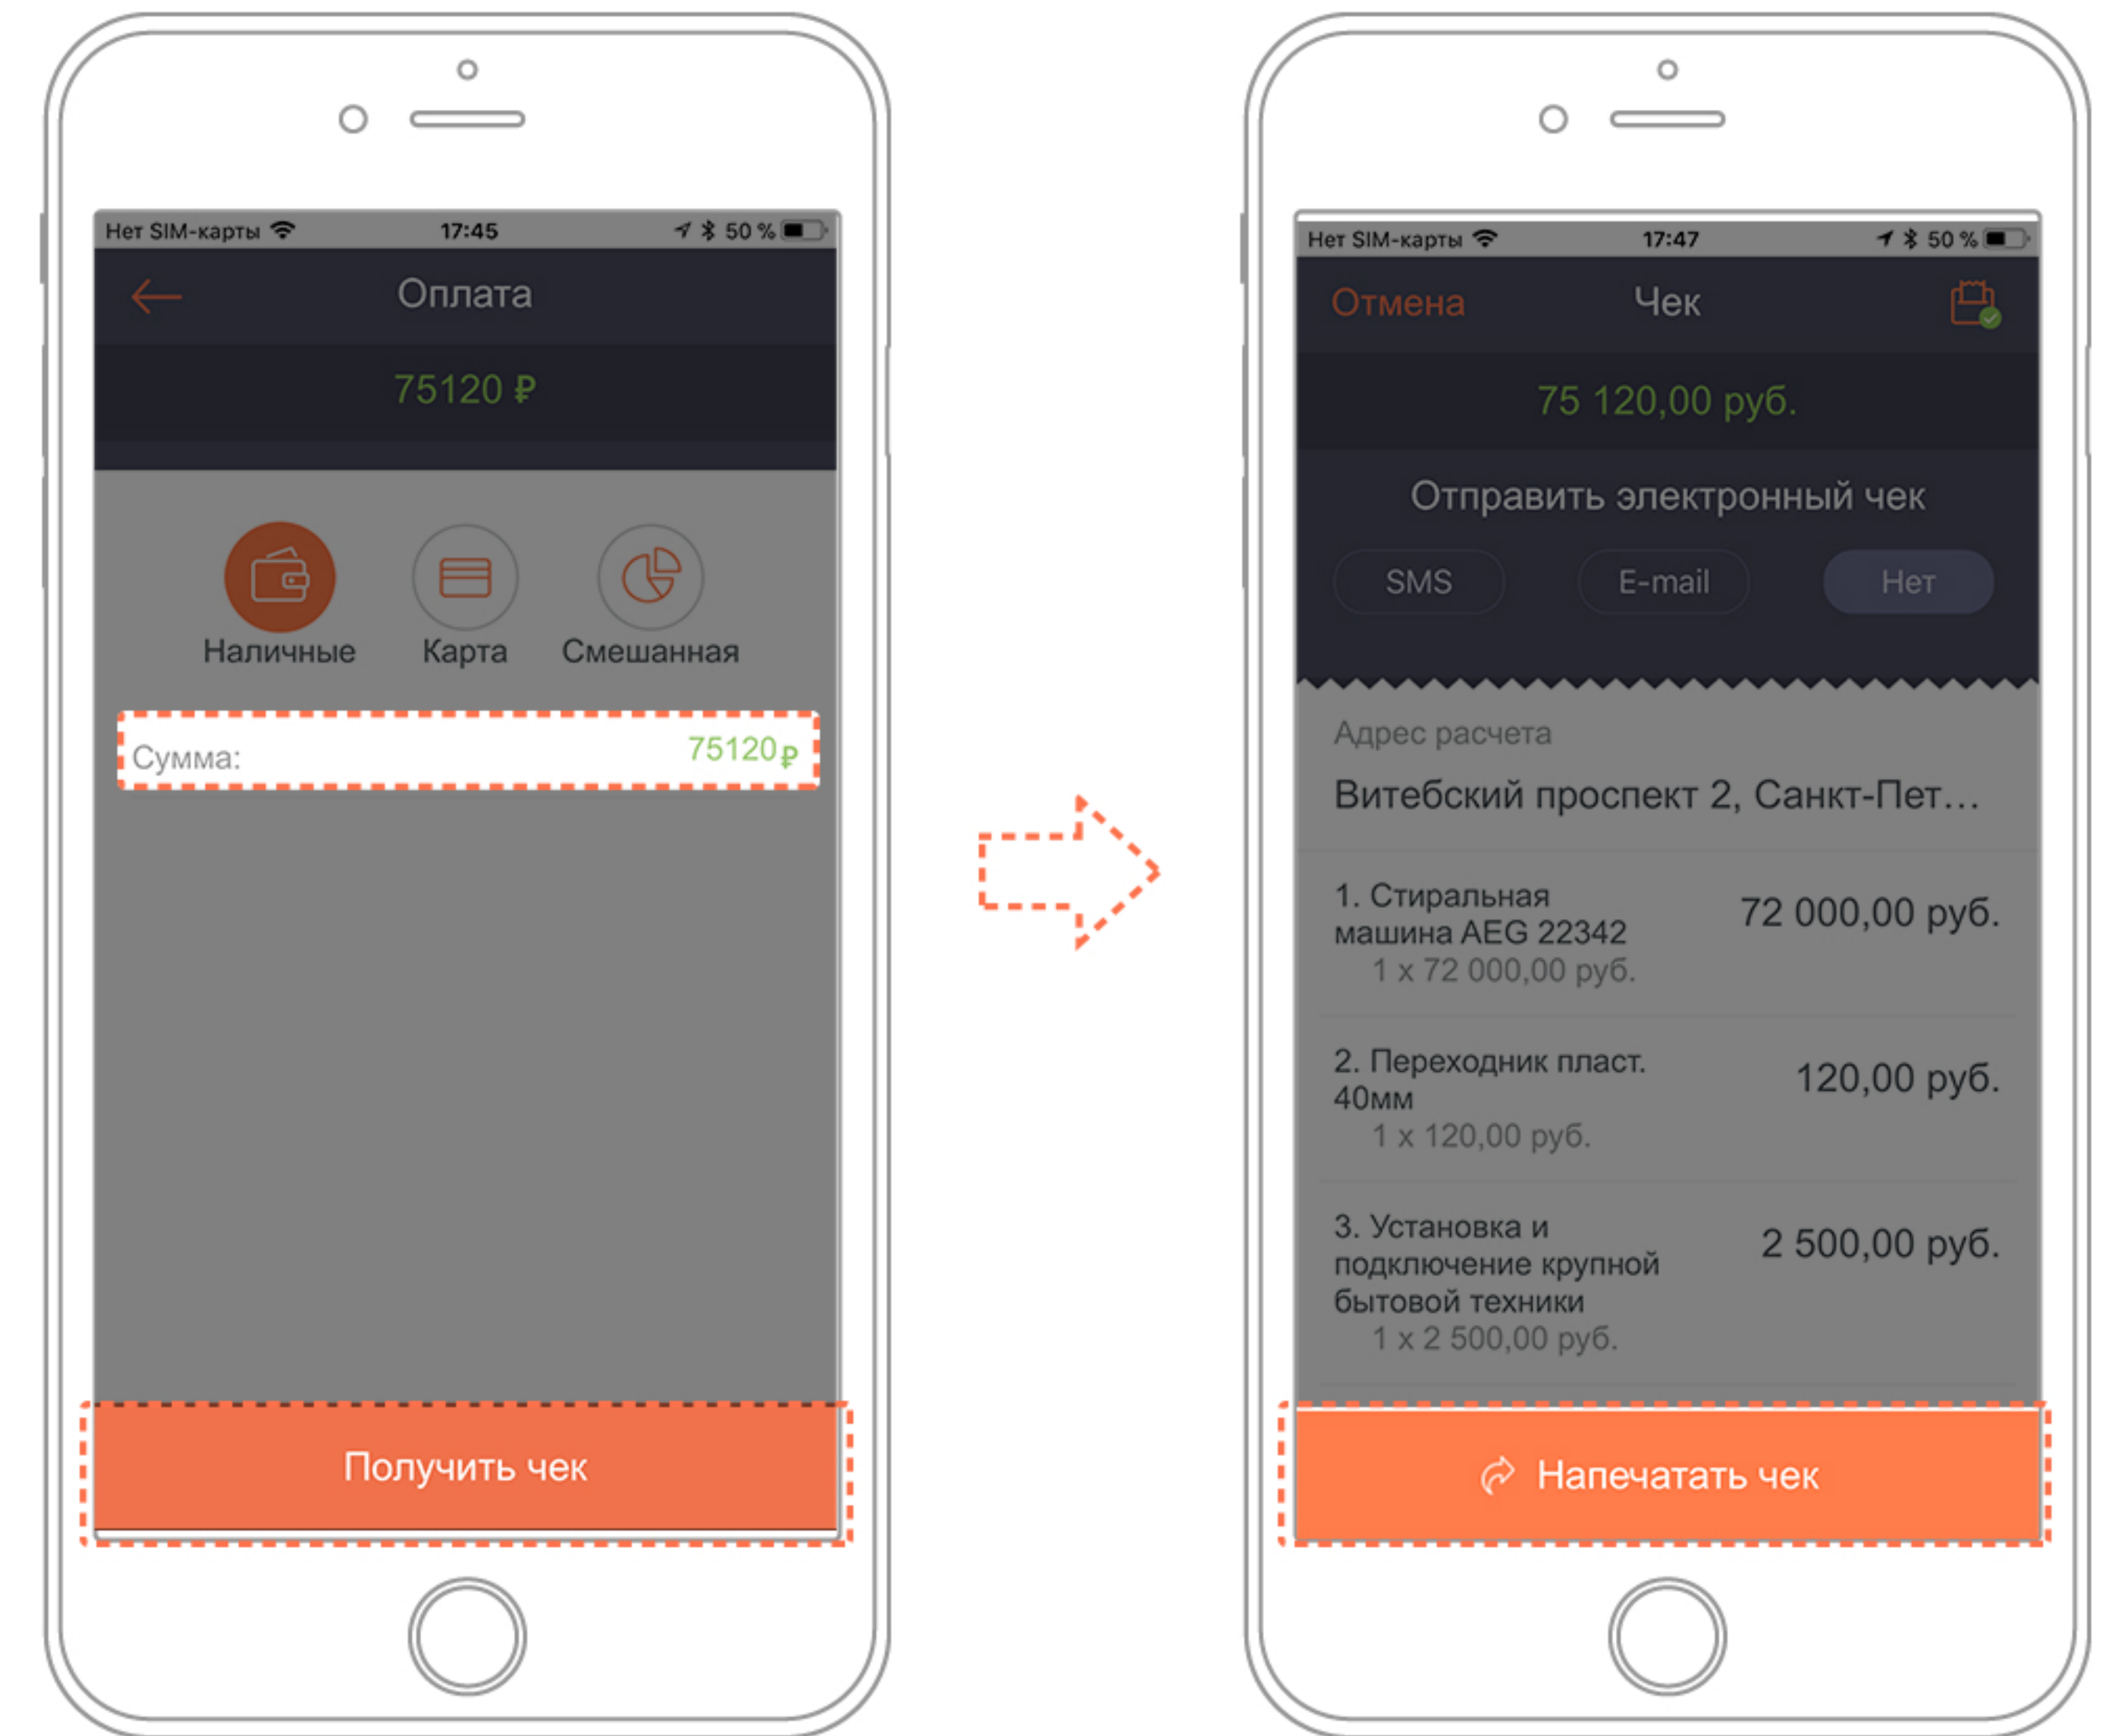 Нет SIM-карты 17:45 50 %
Оплата
75120 ₽
Наличные Карта Смешанная
Сумма: 75120 ₽
Получить чек
Нет SIM-карты 17:47 50 %
Отмена Чек
75 120,00 руб.
Отправить электронный чек
SMS E-mail Нет
Адрес расчета
Витебский проспект 2, Санкт-Пет...
1. Стиральная
машина AEG 22342
72 000,00 руб.
1 x 72 000,00 руб.
2. Переходник пласт.
40мм
120,00 руб.
1 x 120,00 руб.
3. Установка и
подключение крупной
бытовой техники
2 500,00 руб.
1 x 2 500,00 руб.
Напечатать чек